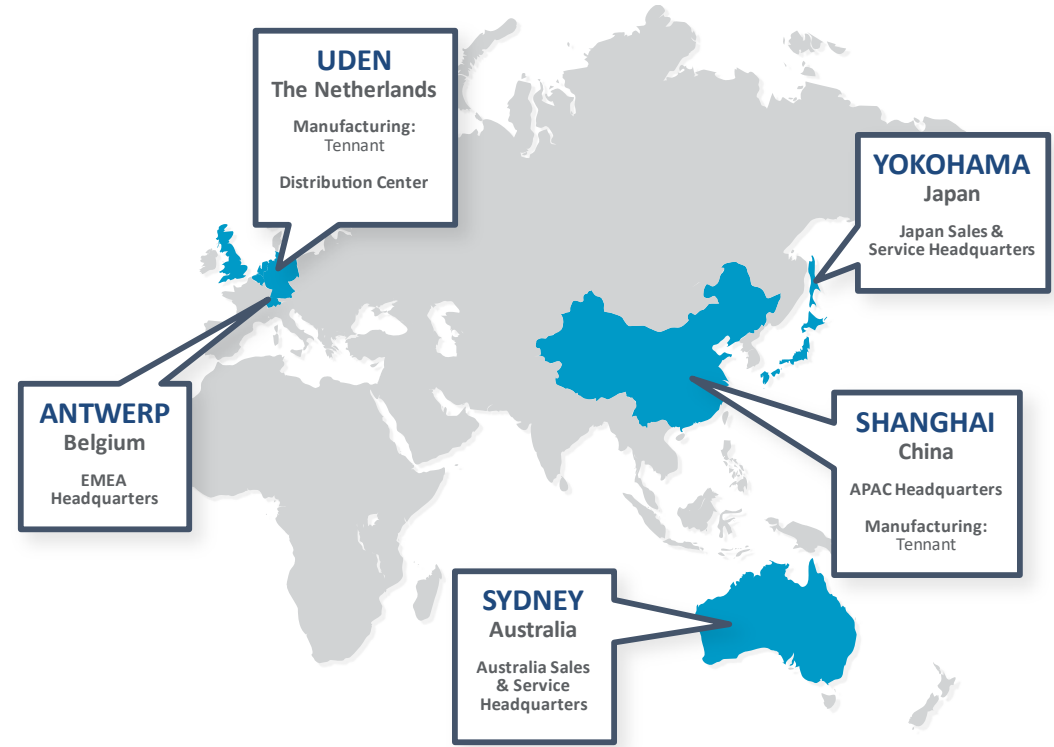 UDEN
The Netherlands
Manufacturing:
Tennant
Distribution Center
YOKOHAMA
Japan
Japan Sales &
Service Headquarters
ANTWERP
Belgium
EMEA
Headquarters
SHANGHAI
China
APAC Headquarters
Manufacturing:
Tennant
SYDNEY
Australia
Australia Sales
& Service
Headquarters